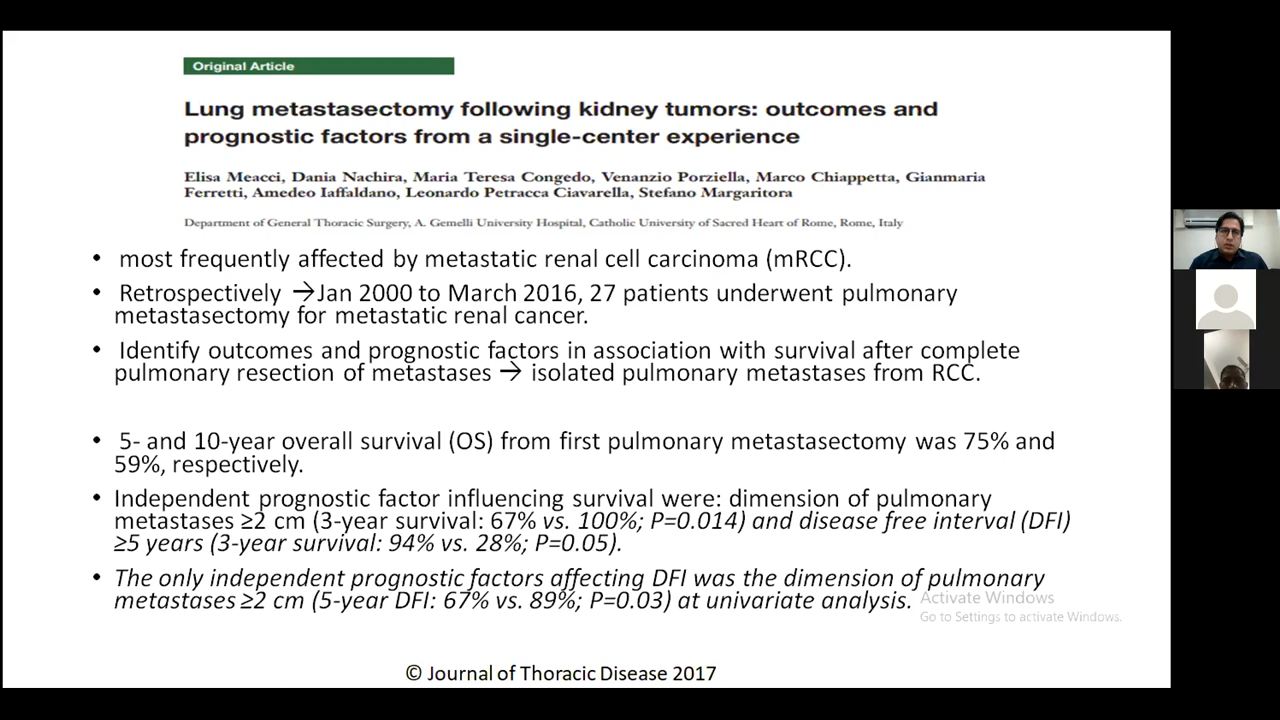 Original Article
Lung metastasectomy following kidney tumors: outcomes and
prognostic factors from a single-center experience
Elisa Meacci, Dania Nachira, Maria Teresa Congedo, Venanzio Porziella, Marco Chiappetta, Gianmaria
Ferretti, Amedeo Iaffaldano, Leonardo Petracca Ciavarella, Stefano Margaritora
Department of General Thoracic Surgery, A. Gemelli University Hospital, Catholic University of Sacred Heart of Rome, Rome, Italy
• most frequently affected by metastatic renal cell carcinoma (mRCC).
• Retrospectively →Jan 2000 to March 2016, 27 patients underwent pulmonary
metastasectomy for metastatic renal cancer.
• Identify outcomes and prognostic factors in association with survival after complete
pulmonary resection of metastases → isolated pulmonary metastases from RCC.
• 5- and 10-year overall survival (OS) from first pulmonary metastasectomy was 75% and
59%, respectively.
• Independent prognostic factor influencing survival were: dimension of pulmonary
metastases ≥2 cm (3-year survival: 67% vs. 100%; P=0.014) and disease free interval (DFI)
≥5 years (3-year survival: 94% vs. 28%; P=0.05).
• The only independent prognostic factors affecting DFI was the dimension of pulmonary
metastases ≥2 cm (5-year DFI: 67% vs. 89%; P=0.03) at univariate analysis.
Activate Windows
Go to Settings to activate Windows.
© Journal of Thoracic Disease 2017